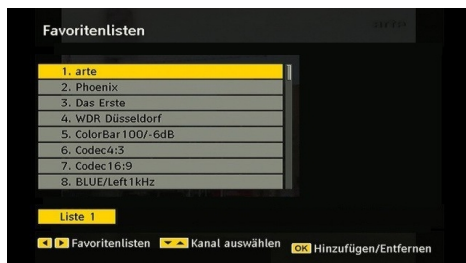 Favoritenlisten
1. arte
2. Phoenix
3. Das Erste
4. WDR Düsseldorf
5. ColorBar100/-6dB
6. Codec4:3
7. Codec16:9
8. BLUE/Left1kHz
Liste 1
Favoritenlisten Kanal auswählen OK Hinzufügen/Entfernen